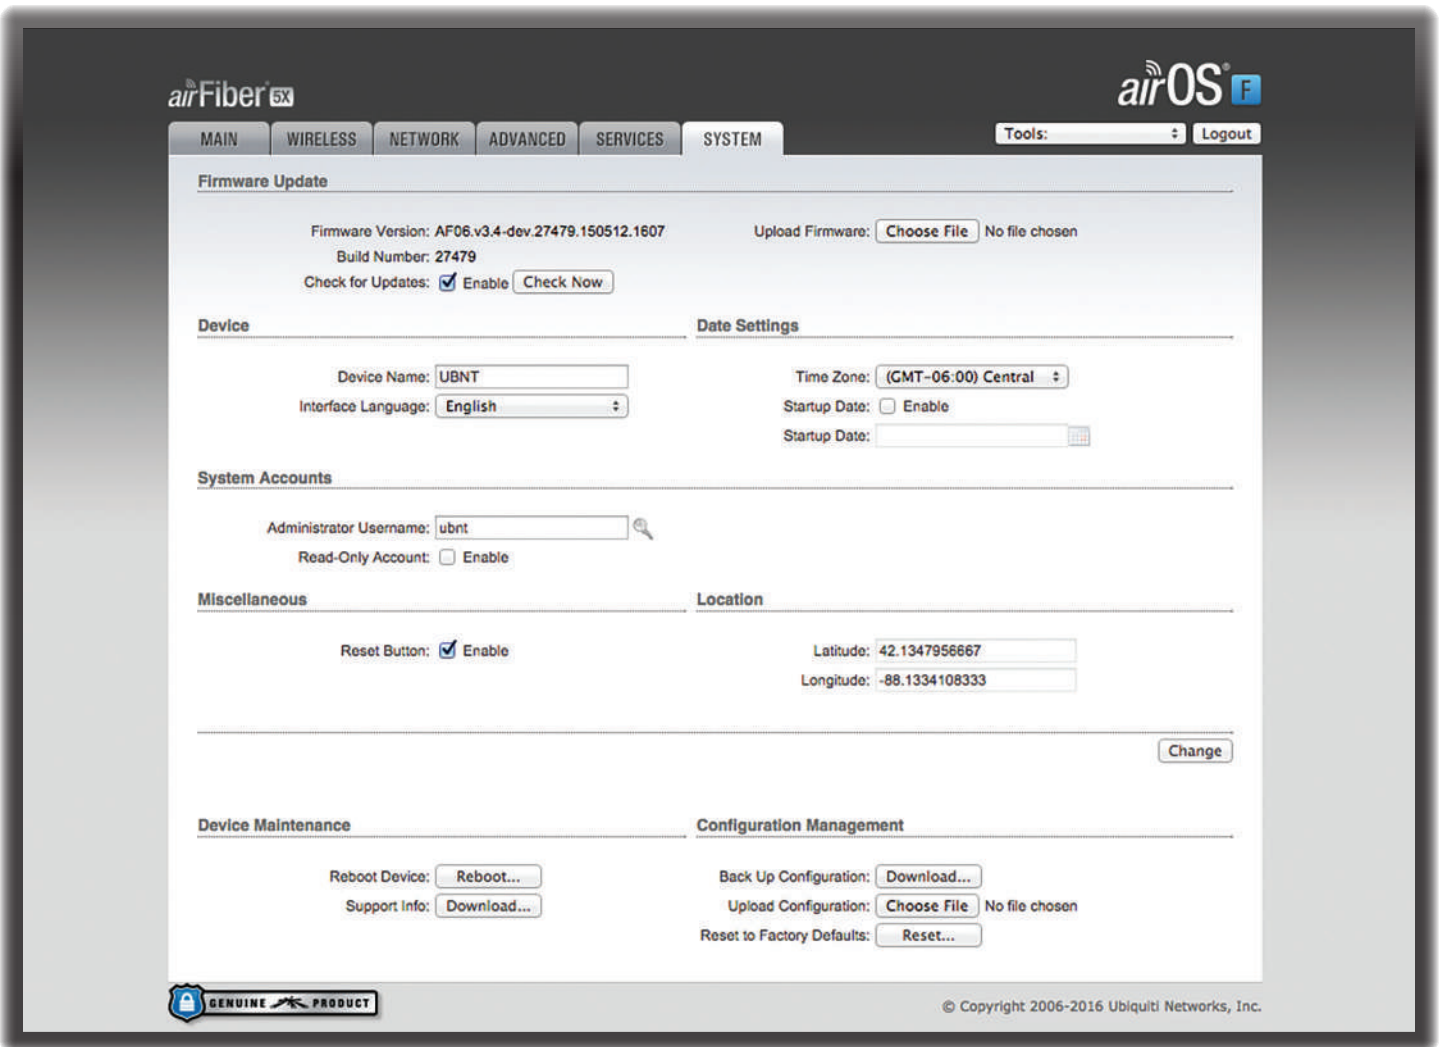 airFiber® 5X
airOS® F
MAIN WIRELESS NETWORK ADVANCED SERVICES SYSTEM Tools: Logout
Firmware Update
Firmware Version: AF06.v3.4-dev.27479.150512.1607 Upload Firmware: Choose File No file chosen
Build Number: 27479
Check for Updates: Enable Check Now
Device Date Settings
Device Name: UBNT Time Zone: (GMT-06:00) Central
Interface Language: English Startup Date: Enable
Startup Date:
System Accounts
Administrator Username: ubnt
Read-Only Account: Enable
Miscellaneous Location
Reset Button: Enable Latitude: 42.1347956667
Longitude: -88.1334108333
Change
Device Maintenance Configuration Management
Reboot Device: Reboot... Back Up Configuration: Download...
Support Info: Download... Upload Configuration: Choose File No file chosen
Reset to Factory Defaults: Reset...
GENUINE PRODUCT © Copyright 2006-2016 Ubiquiti Networks, Inc.